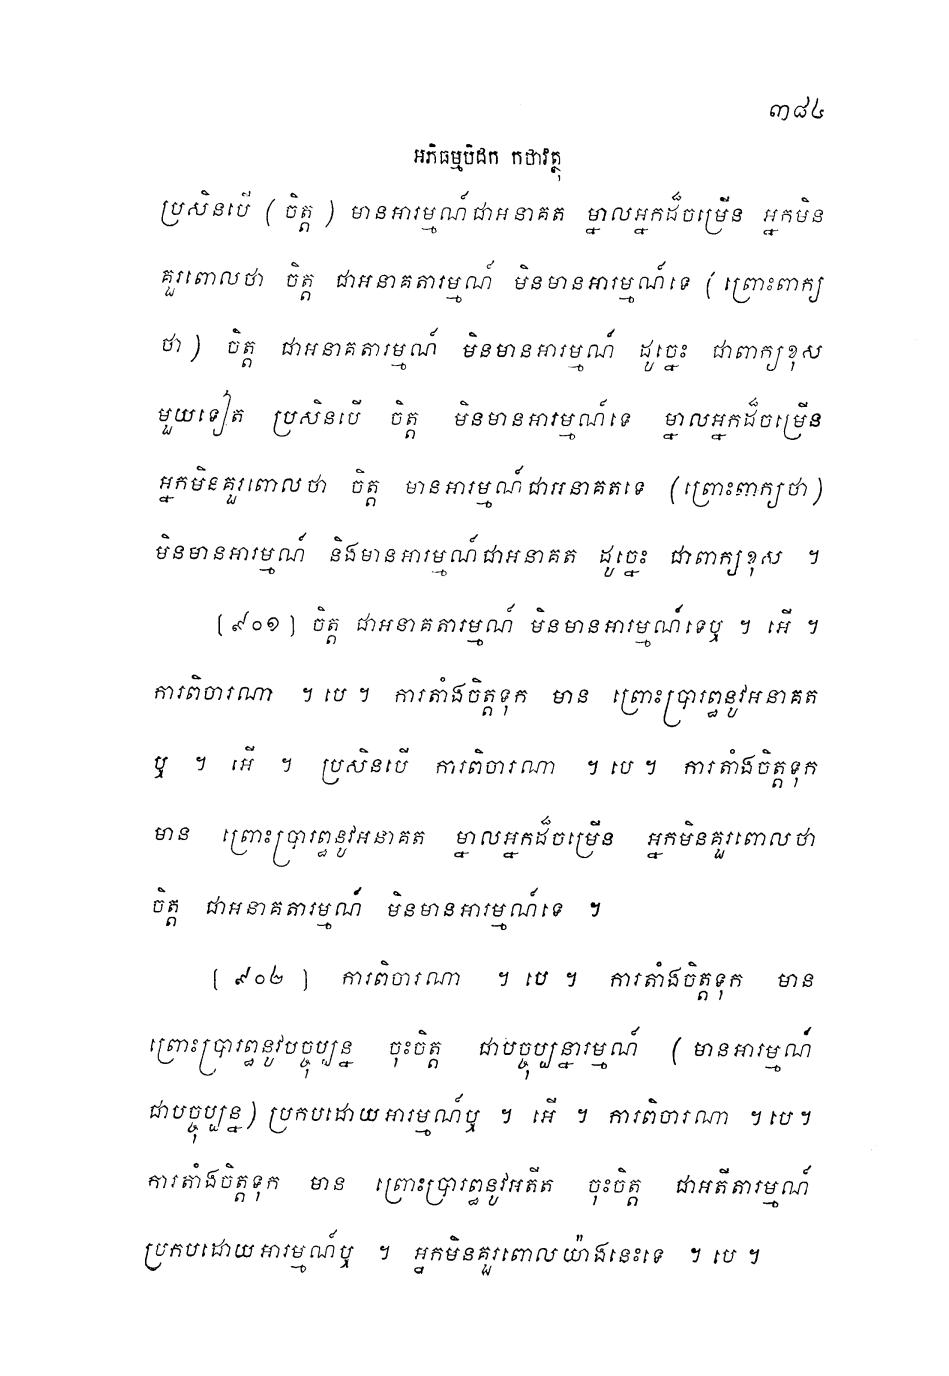 ៣៨៤
អភិធម្មបិដក កថាវត្ថុ
ប្រសិនបើ ( ចិត្ត ) មានអារម្មណ៍ជាអនាគត ម្នាលអ្នកដ៏ចម្រើន អ្នកមិន
គួរពោលថា ចិត្ត ជាអនាគតារម្មណ៍ មិនមានអារម្មណ៍ទេ ( ព្រោះពាក្យ
ថា ) ចិត្ត ជាអនាគតារម្មណ៍ មិនមានអារម្មណ៍ ដូច្នេះ ជាពាក្យខុស
មួយទៀត ប្រសិនបើ ចិត្ត មិនមានអារម្មណ៍ទេ ម្នាលអ្នកដ៏ចម្រើន
អ្នកមិនគួរពោលថា ចិត្ត មានអារម្មណ៍ជាអនាគតទេ (ព្រោះពាក្យថា)
មិនមានអារម្មណ៍ និងមានអារម្មណ៍ជាអនាគត ដូច្នេះ ជាពាក្យខុស ។
[៩០១] ចិត្ត ជាអនាគតារម្មណ៍ មិនមានអារម្មណ៍ទេឬ ។ អើ ។
ការពិចារណា ។ បេ ។ ការតាំងចិត្តទុក មាន ព្រោះប្រារព្ធនូវអនាគត
ឬ ។ អើ ។ ប្រសិនបើ ការពិចារណា ។ បេ ។ ការតាំងចិត្តទុក
មាន ព្រោះប្រារព្ធនូវអនាគត ម្នាលអ្នកដ៏ចម្រើន អ្នកមិនគួរពោលថា
ចិត្ត ជាអនាគតារម្មណ៍ មិនមានអារម្មណ៍ទេ ។
[ ៩០២ ] ការពិចារណា ។ បេ ។ ការតាំងចិត្តទុក មាន
ព្រោះប្រារព្ធនូវបច្ចុប្បន្ន ចុះចិត្ត ជាបច្ចុប្បន្នារម្មណ៍ ( មានអារម្មណ៍
ជាបច្ចុប្បន្ន) ប្រកបដោយអារម្មណ៍ឬ ។ អើ ។ ការពិចារណា ។ បេ ។
ការតាំងចិត្តទុក មាន ព្រោះប្រារព្ធនូវអតីត ចុះចិត្ត ជាអតីតារម្មណ៍
ប្រកបដោយអារម្មណ៍ឬ ។ អ្នកមិនគួរពោលយ៉ាងនេះទេ ។ បេ ។